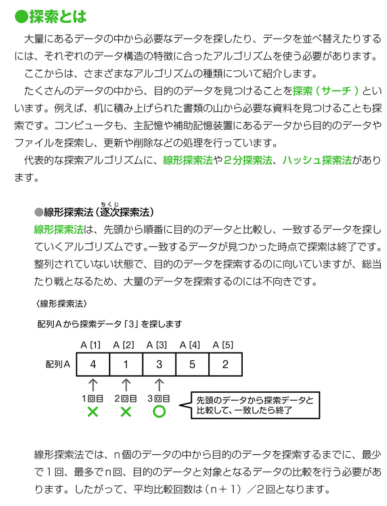 ●探索とは
大量にあるデータの中から必要なデータを探したり、データを並べ替えたりする
には、それぞれのデータ構造の特徴に合ったアルゴリズムを使う必要があります。
ここからは、さまざまなアルゴリズムの種類について紹介します。
たくさんのデータの中から、目的のデータを見つけることを探索（サーチ）とい
います。例えば、机に積み上げられた書類の山から必要な資料を見つけることも探
索です。コンピュータも、主記憶や補助記憶装置にあるデータから目的のデータや
ファイルを探索し、更新や削除などの処理を行っています。
代表的な探索アルゴリズムに、線形探索法や２分探索法、ハッシュ探索法があり
ます。
ちくじ
●線形探索法（逐次探索法）
線形探索法は、先頭から順番に目的のデータと比較し、一致するデータを探し
ていくアルゴリズムです。一致するデータが見つかった時点で探索は終了です。
整列されていない状態で、目的のデータを探索するのに向いていますが、総当
たり戦となるため、大量のデータを探索するのには不向きです。
〈線形探索法〉
配列Ａから探索データ「３」を探します
A [1] A [2] A [3] A [4] A [5]
配列Ａ 4 1 3 5 2
↑ ↑ ↑
1回目 2回目 3回目
× × ○
先頭のデータから探索データと
比較して、一致したら終了
線形探索法では、ｎ個のデータの中から目的のデータを探索するまでに、最少
で１回、最多でｎ回、目的のデータと対象となるデータの比較を行う必要があ
ります。したがって、平均比較回数は（ｎ＋１）／２回となります。